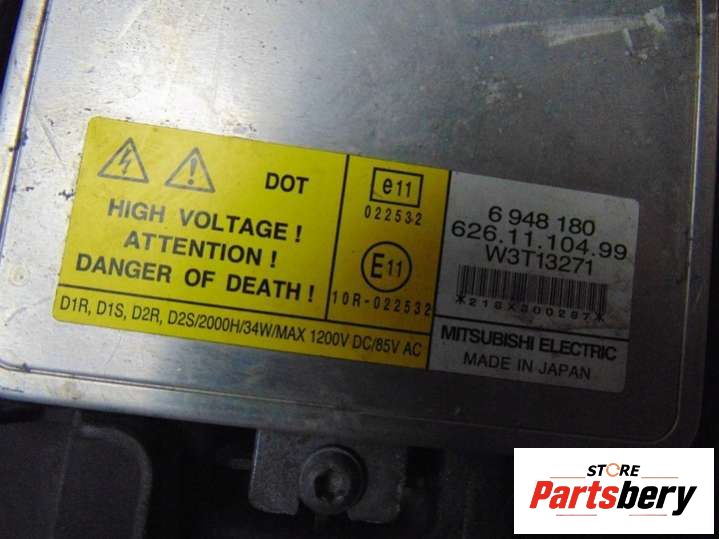 DOT
HIGH VOLTAGE !
ATTENTION !
DANGER OF DEATH !
D1R, D1S, D2R, D2S/2000H/34W/MAX 1200V DC/85V AC
e11
022532
E11
10R-022532
6 948 180
626.11.104.99
W3T13271
*218X300287*
MITSUBISHI ELECTRIC
MADE IN JAPAN
STORE
Partsbery